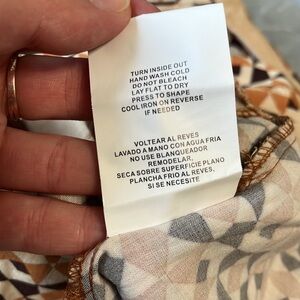 TURN INSIDE OUT
HAND WASH COLD
DO NOT BLEACH
LAY FLAT TO DRY
PRESS TO SHAPE
COOL IRON ON REVERSE
IF NEEDED
VOLTEAR AL REVES
LAVADO A MANO CON AGUA FRIA
NO USE BLANQUEADOR
REMODELAR,
SECA SOBRE SUPERFICIE PLANO
PLANCHA FRIO AL REVES,
SI SE NECESITE